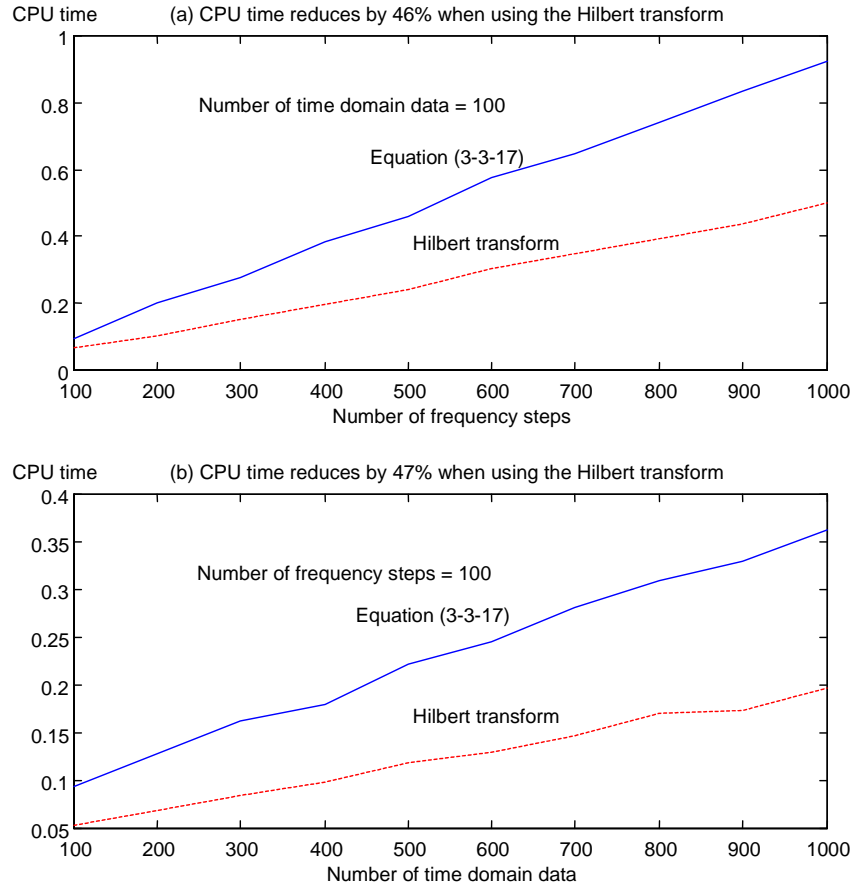 CPU time (a) CPU time reduces by 46% when using the Hilbert transform
1
0.8
Number of time domain data = 100
Equation (3-3-17)
0.6
0.4
Hilbert transform
0.2
0
100 200 300 400 500 600 700 800 900 1000
Number of frequency steps
CPU time (b) CPU time reduces by 47% when using the Hilbert transform
0.4
0.35
Number of frequency steps = 100
0.3
Equation (3-3-17)
0.25
0.2
Hilbert transform
0.15
0.1
0.05
100 200 300 400 500 600 700 800 900 1000
Number of time domain data